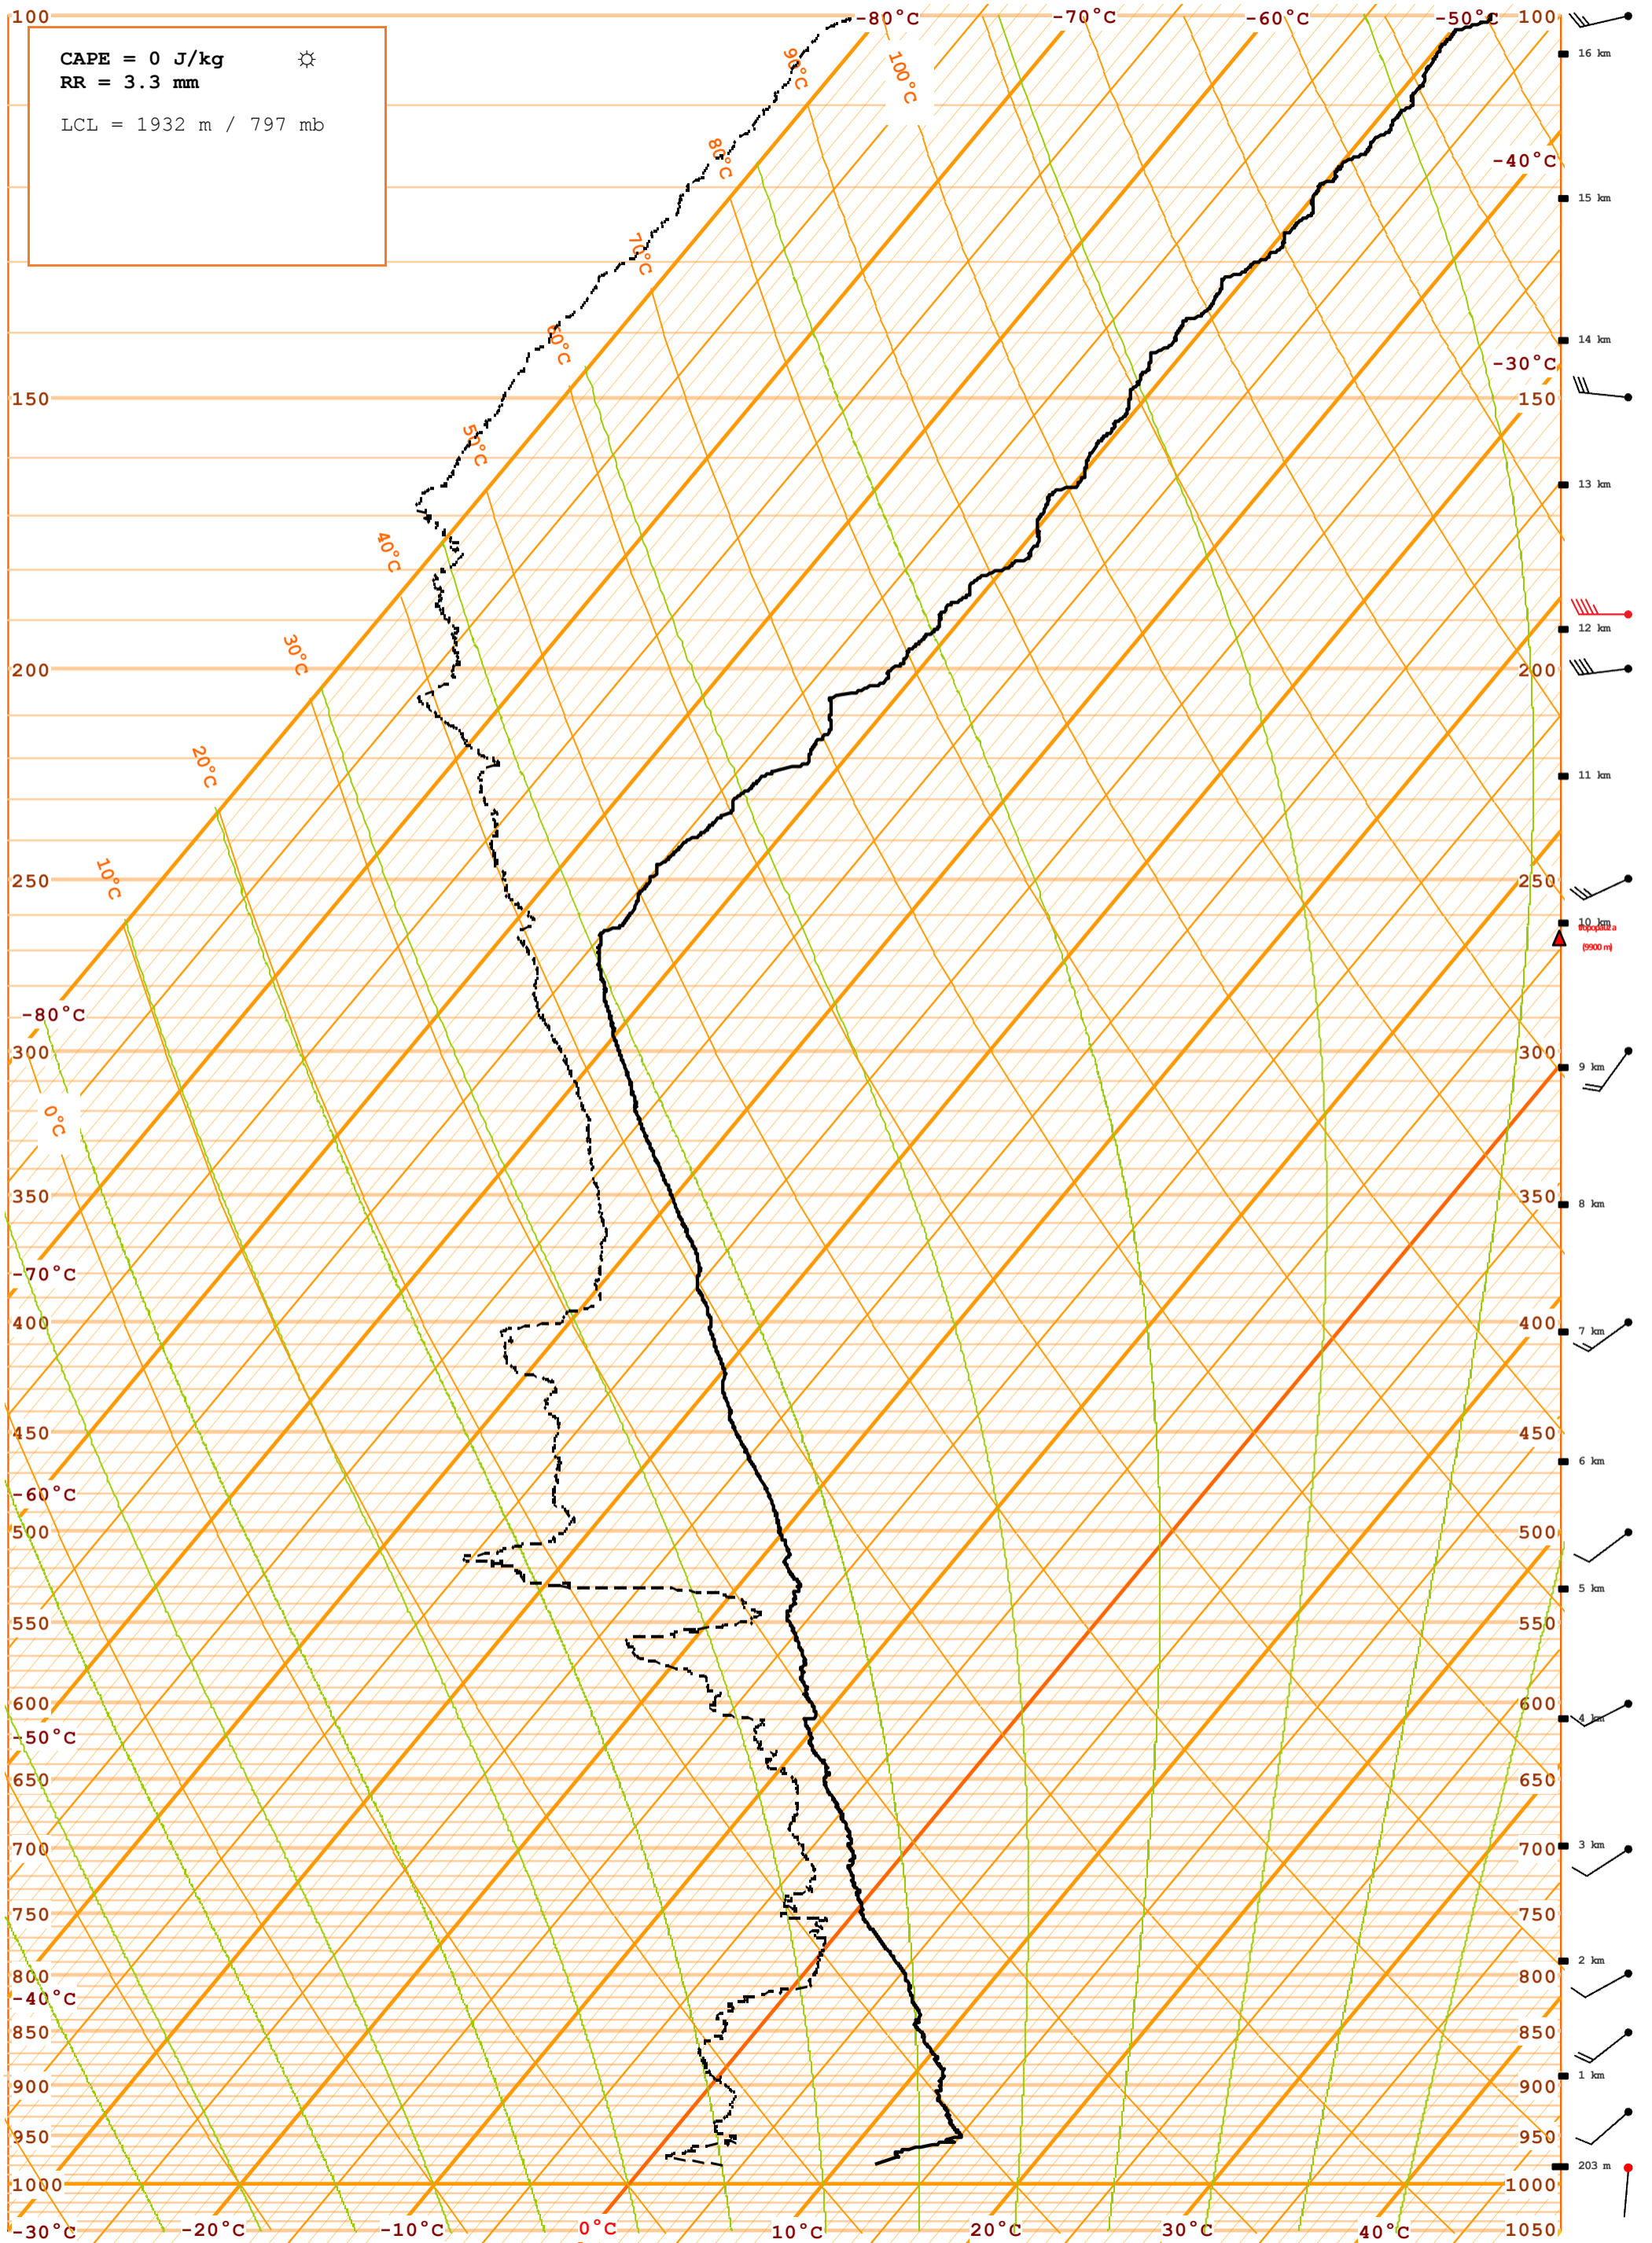 100 -80°C -70°C -60°C -50°C 100
CAPE = 0 J/kg ☼
RR = 3.3 mm
LCL = 1932 m / 797 mb
16 km
90°C 100°C
80°C -40°C
15 km
70°C
60°C 14 km
-30°C
150 150
50°C
13 km
40°C
12 km
30°C
200 200
20°C
11 km
10°C
250 250
10 km
(9900 m)
-80°C
300 300
9 km
0°C
350 350
8 km
-70°C
400 400
7 km
450 450
6 km
-60°C
500 500
5 km
550 550
600 600
4 km
-50°C
650 650
700 700
3 km
750 750
2 km
800 800
-40°C
850 850
1 km
900 900
950 950
203 m
1000 1000
-30°C -20°C -10°C 0°C 10°C 20°C 30°C 40°C 1050